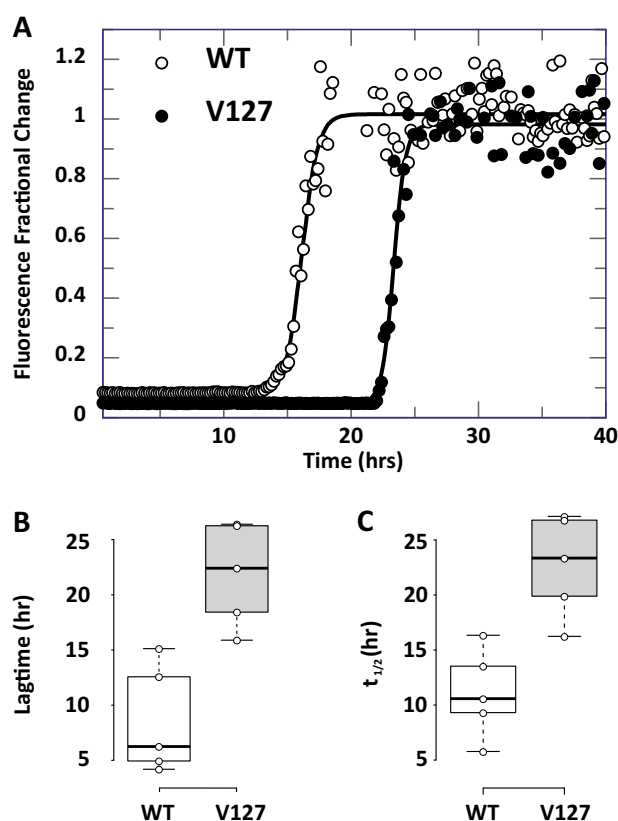 A
Fluorescence Fractional Change
1.2
1
0.8
0.6
0.4
0.2
0
WT
V127
10 20 30 40
Time (hrs)
B
Lagtime (hr)
25
20
15
10
5
WT V127
C
t1/2 (hr)
25
20
15
10
5
WT V127